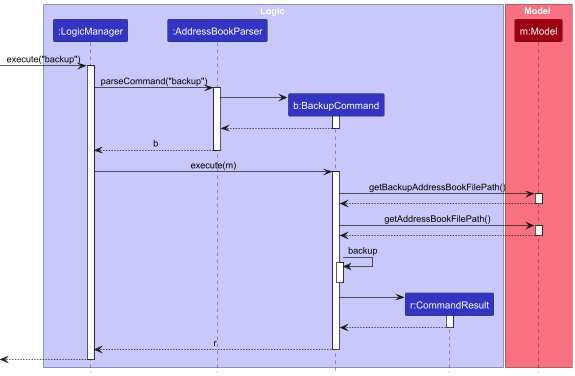 Logic
Model
:LogicManager
:AddressBookParser
m:Model
execute("backup")
parseCommand("backup")
b:BackupCommand
b
execute(m)
getBackupAddressBookFilePath()
getAddressBookFilePath()
backup
r:CommandResult
r